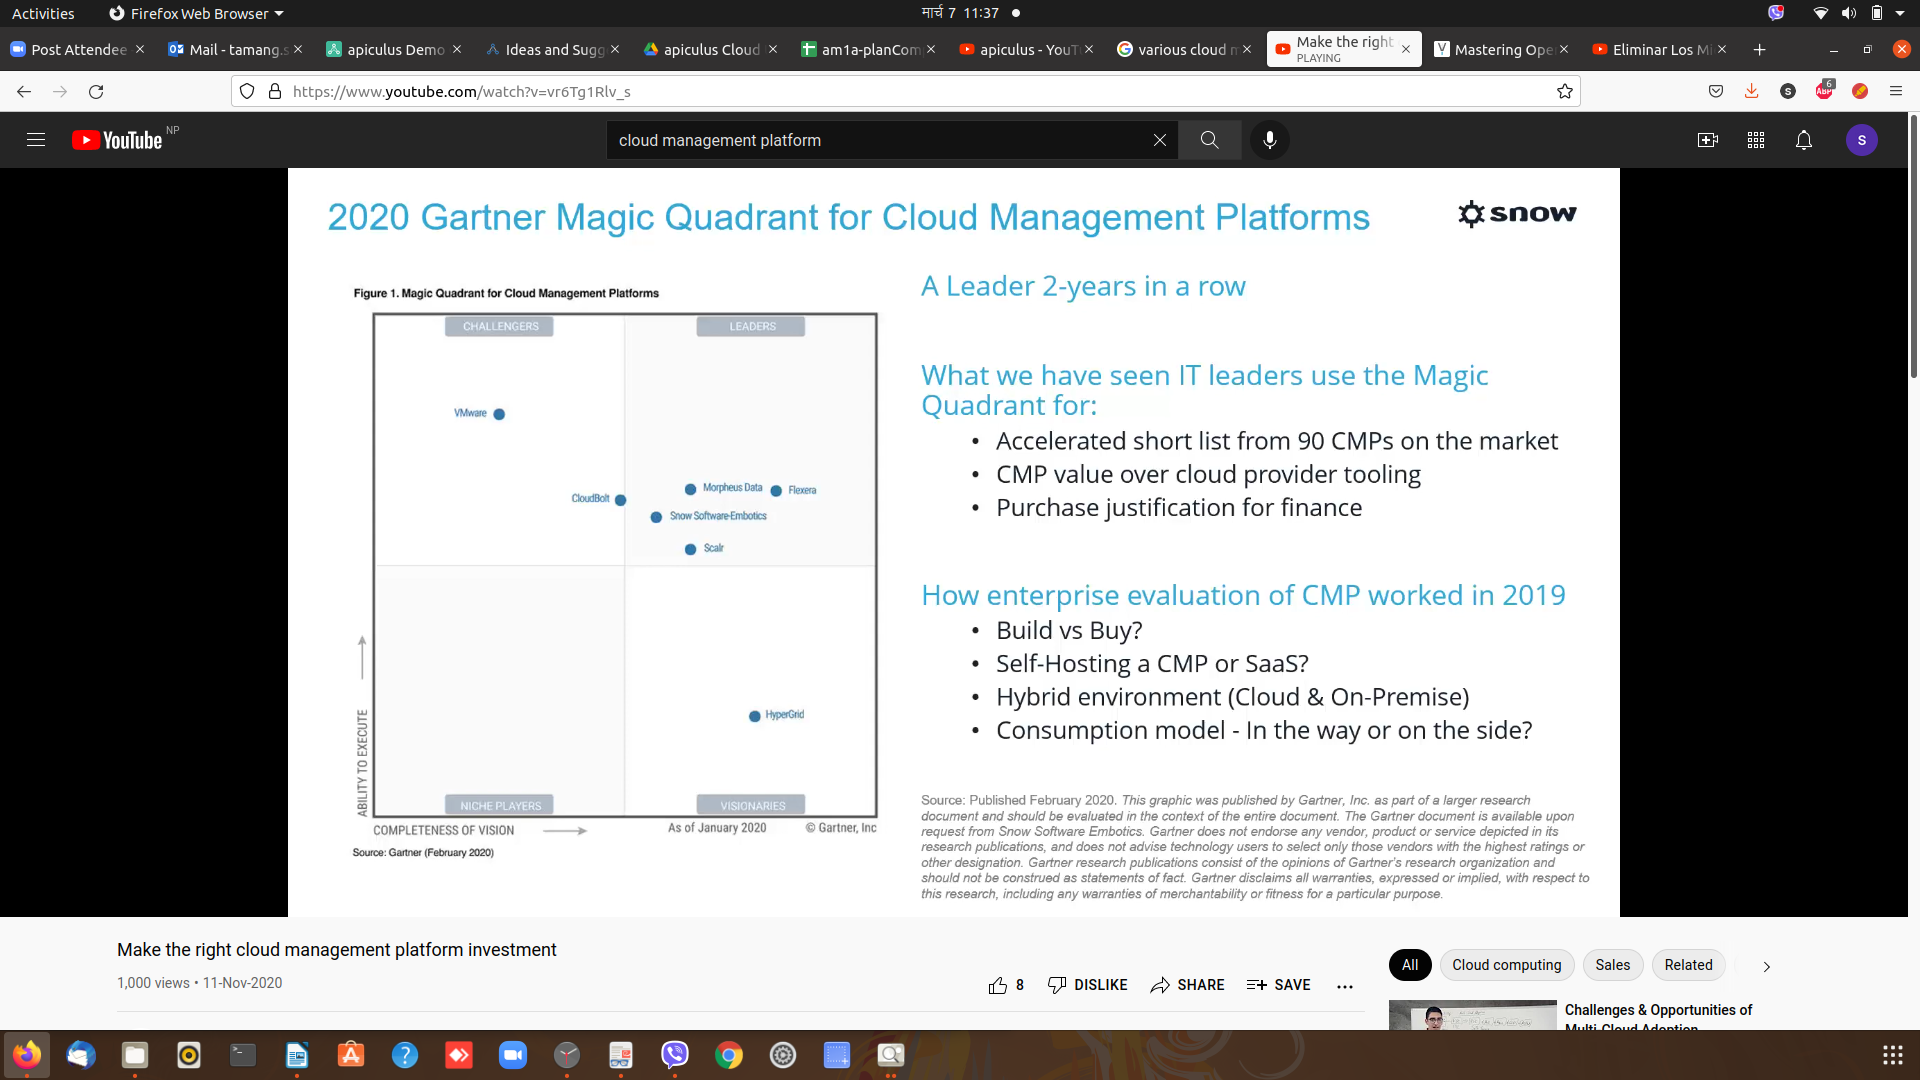 Activities
Firefox Web Browser
मार्च 7 11:37
Post Attendee
Mail - tamang.s
apiculus Demo
Ideas and Sugg
apiculus Cloud
am1a-planCom
apiculus - YouT
various cloud m
Make the right
PLAYING
Mastering Ope
Eliminar Los Mi
https://www.youtube.com/watch?v=vr6Tg1Rlv_s
S
ABP
6
YouTube NP
cloud management platform
S
2020 Gartner Magic Quadrant for Cloud Management Platforms
snow
Figure 1. Magic Quadrant for Cloud Management Platforms
CHALLENGERS
LEADERS
VMware
CloudBolt
Morpheus Data
Flexera
Snow Software-Embotics
Scalr
HyperGrid
NICHE PLAYERS
VISIONARIES
ABILITY TO EXECUTE
COMPLETENESS OF VISION
As of January 2020
© Gartner, Inc
Source: Gartner (February 2020)
A Leader 2-years in a row
What we have seen IT leaders use the Magic
Quadrant for:
• Accelerated short list from 90 CMPs on the market
• CMP value over cloud provider tooling
• Purchase justification for finance
How enterprise evaluation of CMP worked in 2019
• Build vs Buy?
• Self-Hosting a CMP or SaaS?
• Hybrid environment (Cloud & On-Premise)
• Consumption model - In the way or on the side?
Source: Published February 2020. This graphic was published by Gartner, Inc. as part of a larger research
document and should be evaluated in the context of the entire document. The Gartner document is available upon
request from Snow Software Embotics. Gartner does not endorse any vendor, product or service depicted in its
research publications, and does not advise technology users to select only those vendors with the highest ratings or
other designation. Gartner research publications consist of the opinions of Gartner's research organization and
should not be construed as statements of fact. Gartner disclaims all warranties, expressed or implied, with respect to
this research, including any warranties of merchantability or fitness for a particular purpose.
Make the right cloud management platform investment
1,000 views • 11-Nov-2020
8
DISLIKE
SHARE
SAVE
All
Cloud computing
Sales
Related
Challenges & Opportunities of
Multi-Cloud Adoption